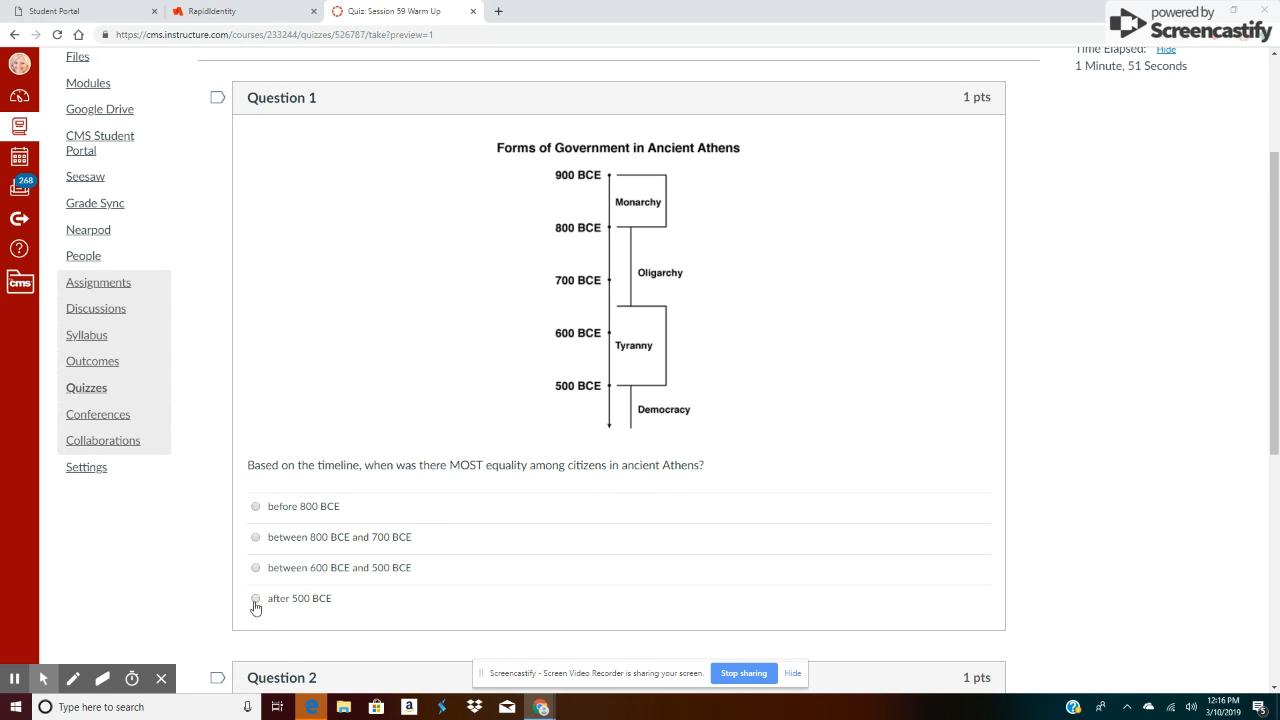 Student Portal
RapidIdentity
Quiz: Session 59 Warm Up
powered by
Screencastify
https://cms.instructure.com/courses/233244/quizzes/526787/take?preview=1
Files
Modules
Google Drive
CMS Student
Portal
Seesaw
Grade Sync
Nearpod
People
Assignments
Discussions
Syllabus
Outcomes
Quizzes
Conferences
Collaborations
Settings
268
cms
Time Elapsed: Hide
1 Minute, 51 Seconds
Question 1 1 pts
Forms of Government in Ancient Athens
900 BCE
Monarchy
800 BCE
Oligarchy
700 BCE
600 BCE
Tyranny
500 BCE
Democracy
Based on the timeline, when was there MOST equality among citizens in ancient Athens?
before 800 BCE
between 800 BCE and 700 BCE
between 600 BCE and 500 BCE
after 500 BCE
Question 2 1 pts
Screencastify - Screen Video Recorder is sharing your screen. Stop sharing Hide
Type here to search
12:16 PM
3/10/2019
5